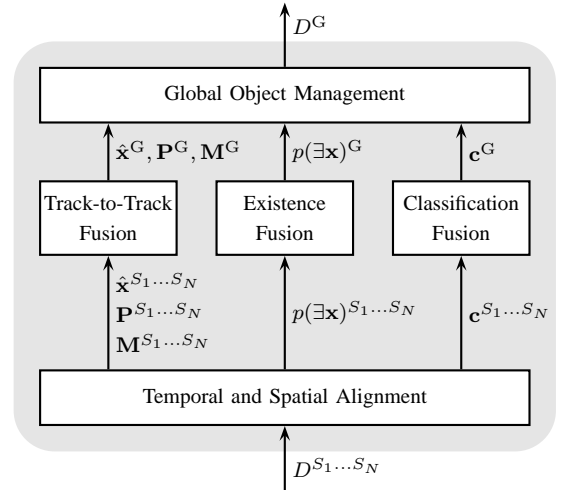 D^G
Global Object Management
x̂^G, P^G, M^G
p(∃x)^G
c^G
Track-to-Track
Fusion
Existence
Fusion
Classification
Fusion
x̂^{S_1...S_N}
P^{S_1...S_N}
M^{S_1...S_N}
p(∃x)^{S_1...S_N}
c^{S_1...S_N}
Temporal and Spatial Alignment
D^{S_1...S_N}